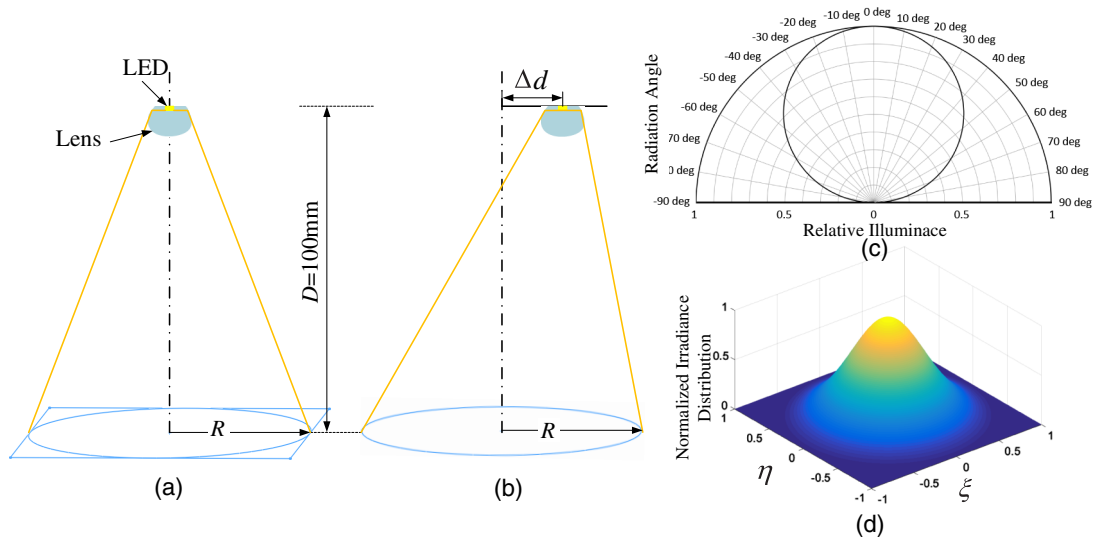 LED
Lens
R
D=100mm
(a)
Δd
R
(b)
0 deg
-10 deg
10 deg
-20 deg
20 deg
-30 deg
30 deg
-40 deg
40 deg
-50 deg
50 deg
-60 deg
60 deg
70 deg
70 deg
) deg
80 deg
-90 deg
90 deg
1
0.5
0
0.5
1
Radiation Angle
Relative Illuminace
(c)
Normalized Irradiance
Distribution
1
0.5
0
1
0.5
0
-0.5
-1
η
-1
-0.5
0
0.5
1
ξ
(d)